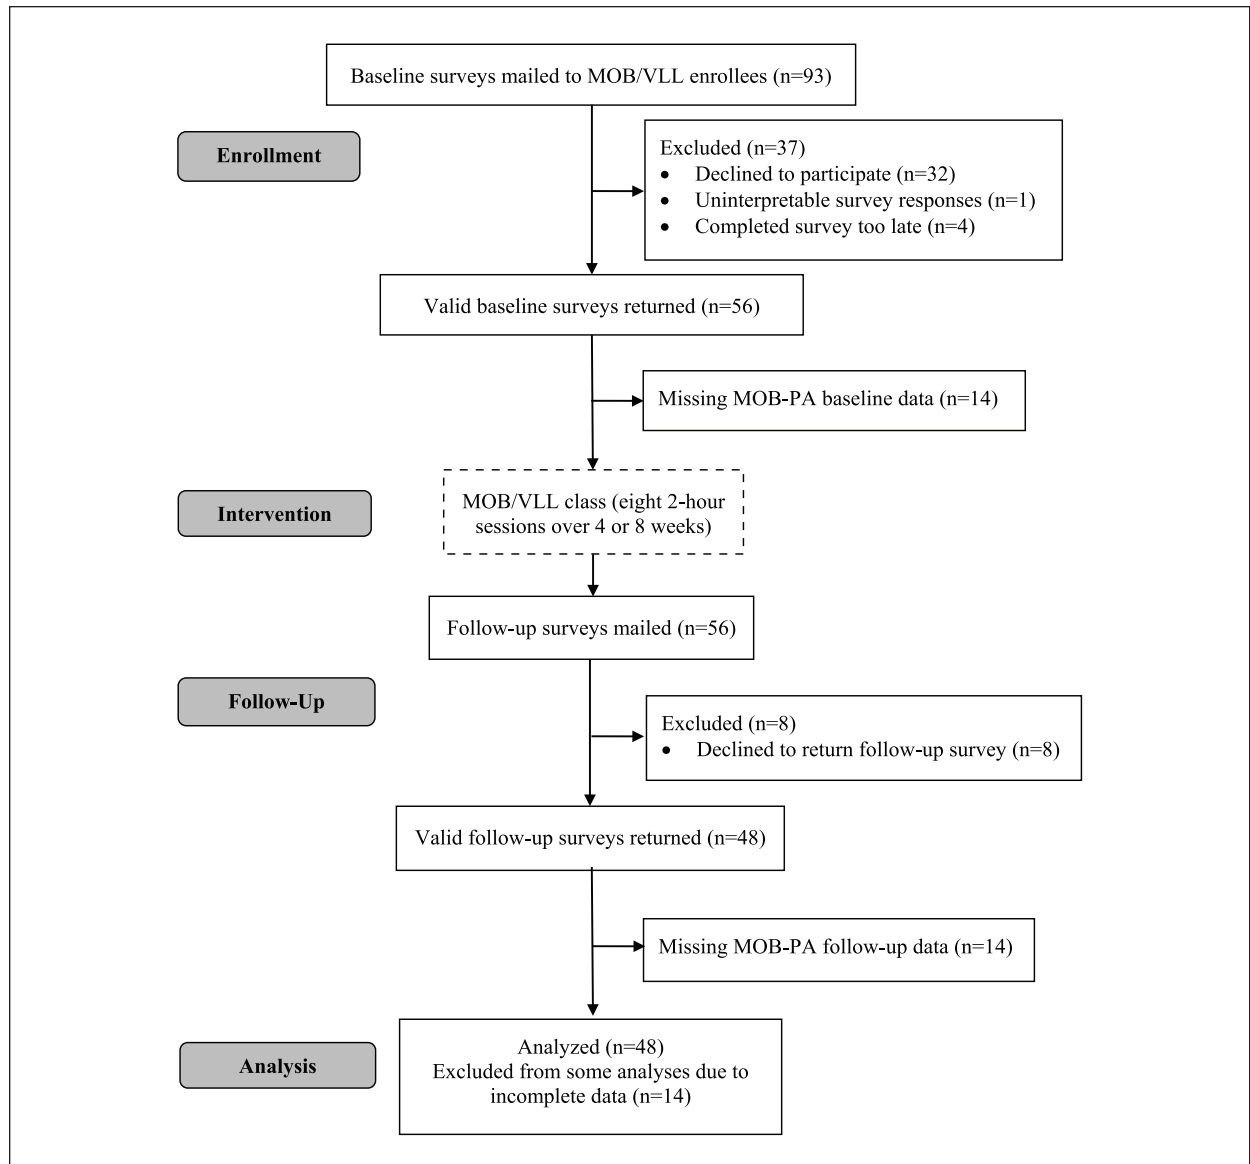 Baseline surveys mailed to MOB/VLL enrollees (n=93)
Enrollment
Excluded (n=37)
• Declined to participate (n=32)
• Uninterpretable survey responses (n=1)
• Completed survey too late (n=4)
Valid baseline surveys returned (n=56)
Missing MOB-PA baseline data (n=14)
Intervention
MOB/VLL class (eight 2-hour
sessions over 4 or 8 weeks)
Follow-up surveys mailed (n=56)
Follow-Up
Excluded (n=8)
• Declined to return follow-up survey (n=8)
Valid follow-up surveys returned (n=48)
Missing MOB-PA follow-up data (n=14)
Analysis
Analyzed (n=48)
Excluded from some analyses due to
incomplete data (n=14)